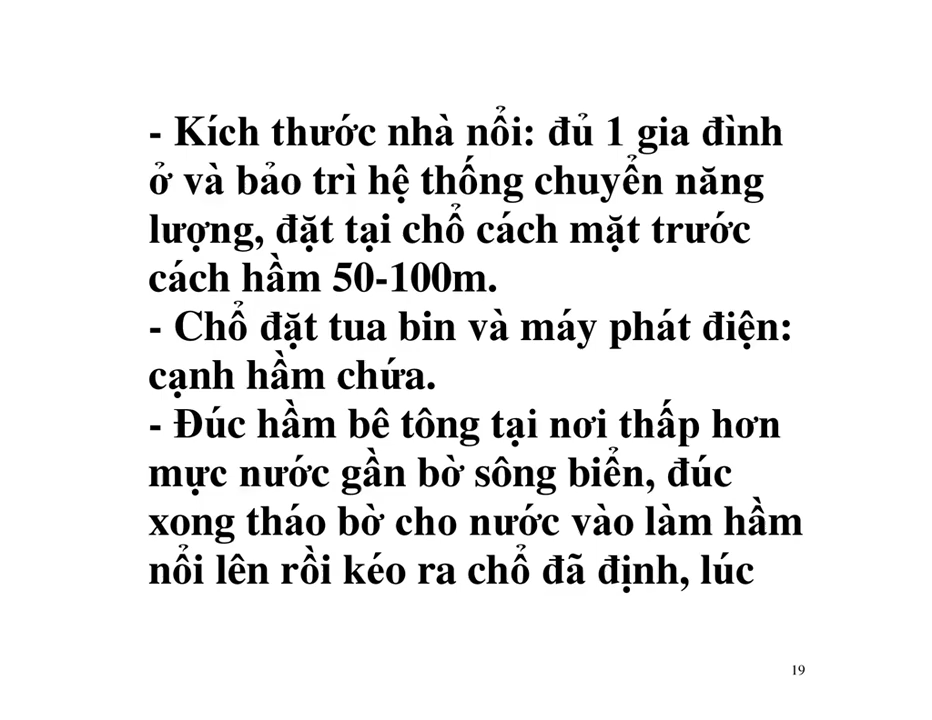 - Kích thước nhà nổi: đủ 1 gia đình
ở và bảo trì hệ thống chuyển năng
lượng, đặt tại chổ cách mặt trước
cách hầm 50-100m.
- Chổ đặt tua bin và máy phát điện:
cạnh hầm chứa.
- Đúc hầm bê tông tại nơi thấp hơn
mực nước gần bờ sông biển, đúc
xong tháo bờ cho nước vào làm hầm
nổi lên rồi kéo ra chổ đã định, lúc
19